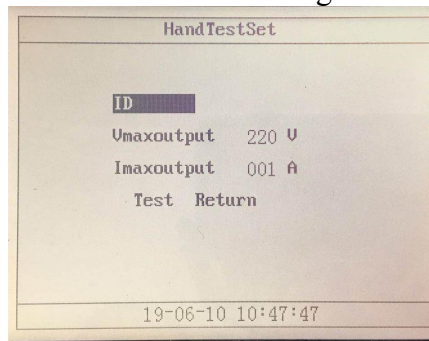 HandTestSet
ID
Vmaxoutput 220 V
Imaxoutput 001 A
Test Return
19-06-10 10:47:47